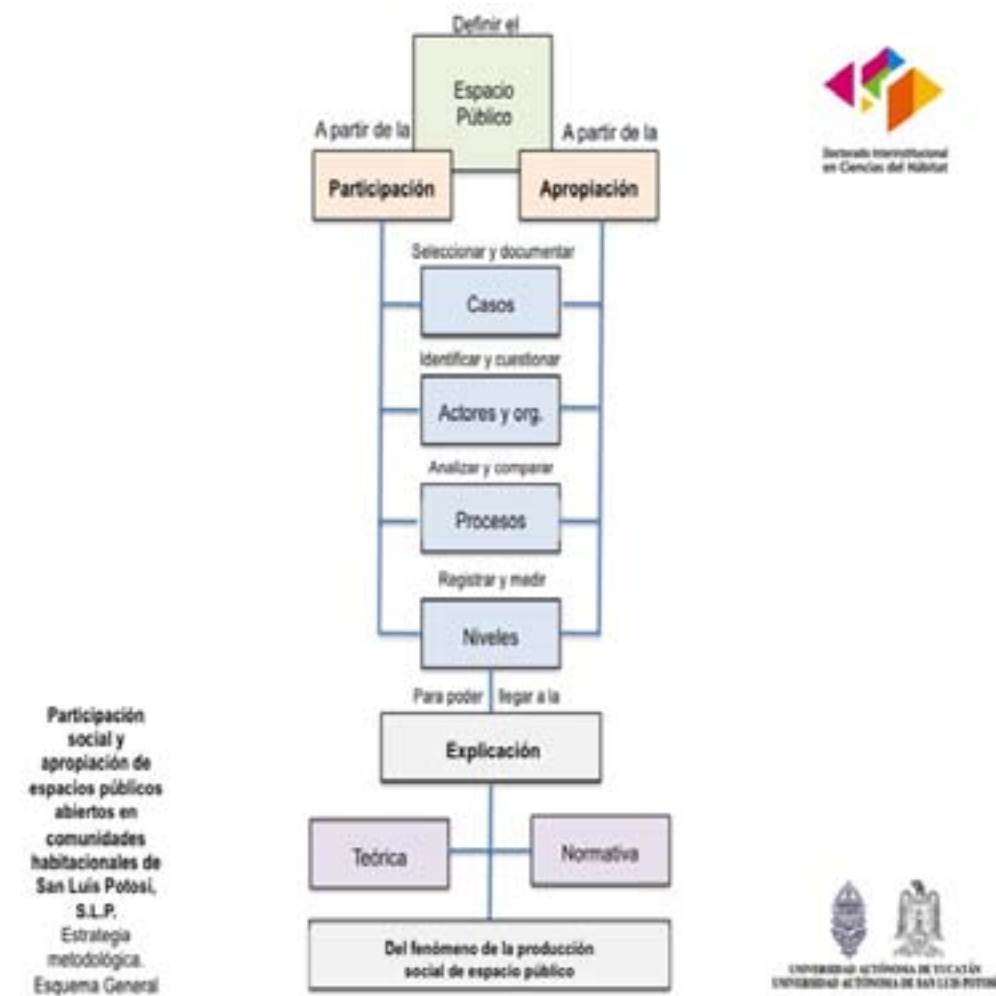 Definir el
Espacio
Público
A partir de la
A partir de la
Participación
Apropiación
Seleccionar y documentar
Casos
Identificar y cuestionar
Actores y org.
Analizar y comparar
Procesos
Registrar y medir
Niveles
Para poder llegar a la
Explicación
Teórica
Normativa
Del fenómeno de la producción
social de espacio público
Participación
social y
apropiación de
espacios públicos
abiertos en
comunidades
habitacionales de
San Luis Potosí,
S.L.P.
Estrategia
metodológica.
Esquema General
Doctorado Interinstitucional
en Ciencias del Hábitat
UNIVERSIDAD AUTÓNOMA DE YUCATÁN
UNIVERSIDAD AUTÓNOMA DE SAN LUIS POTOSÍ